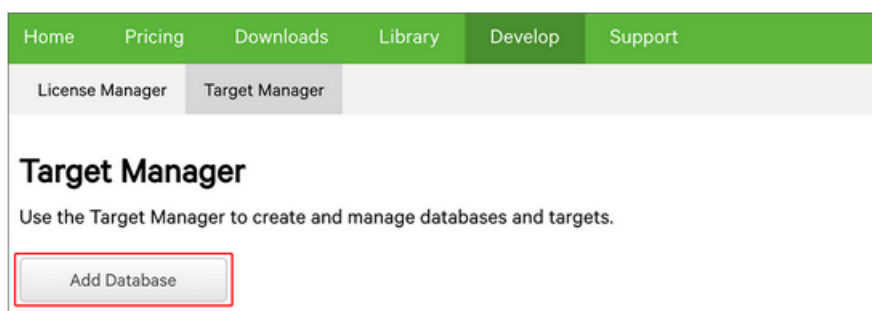 Home Pricing Downloads Library Develop Support
License Manager Target Manager
Target Manager
Use the Target Manager to create and manage databases and targets.
Add Database